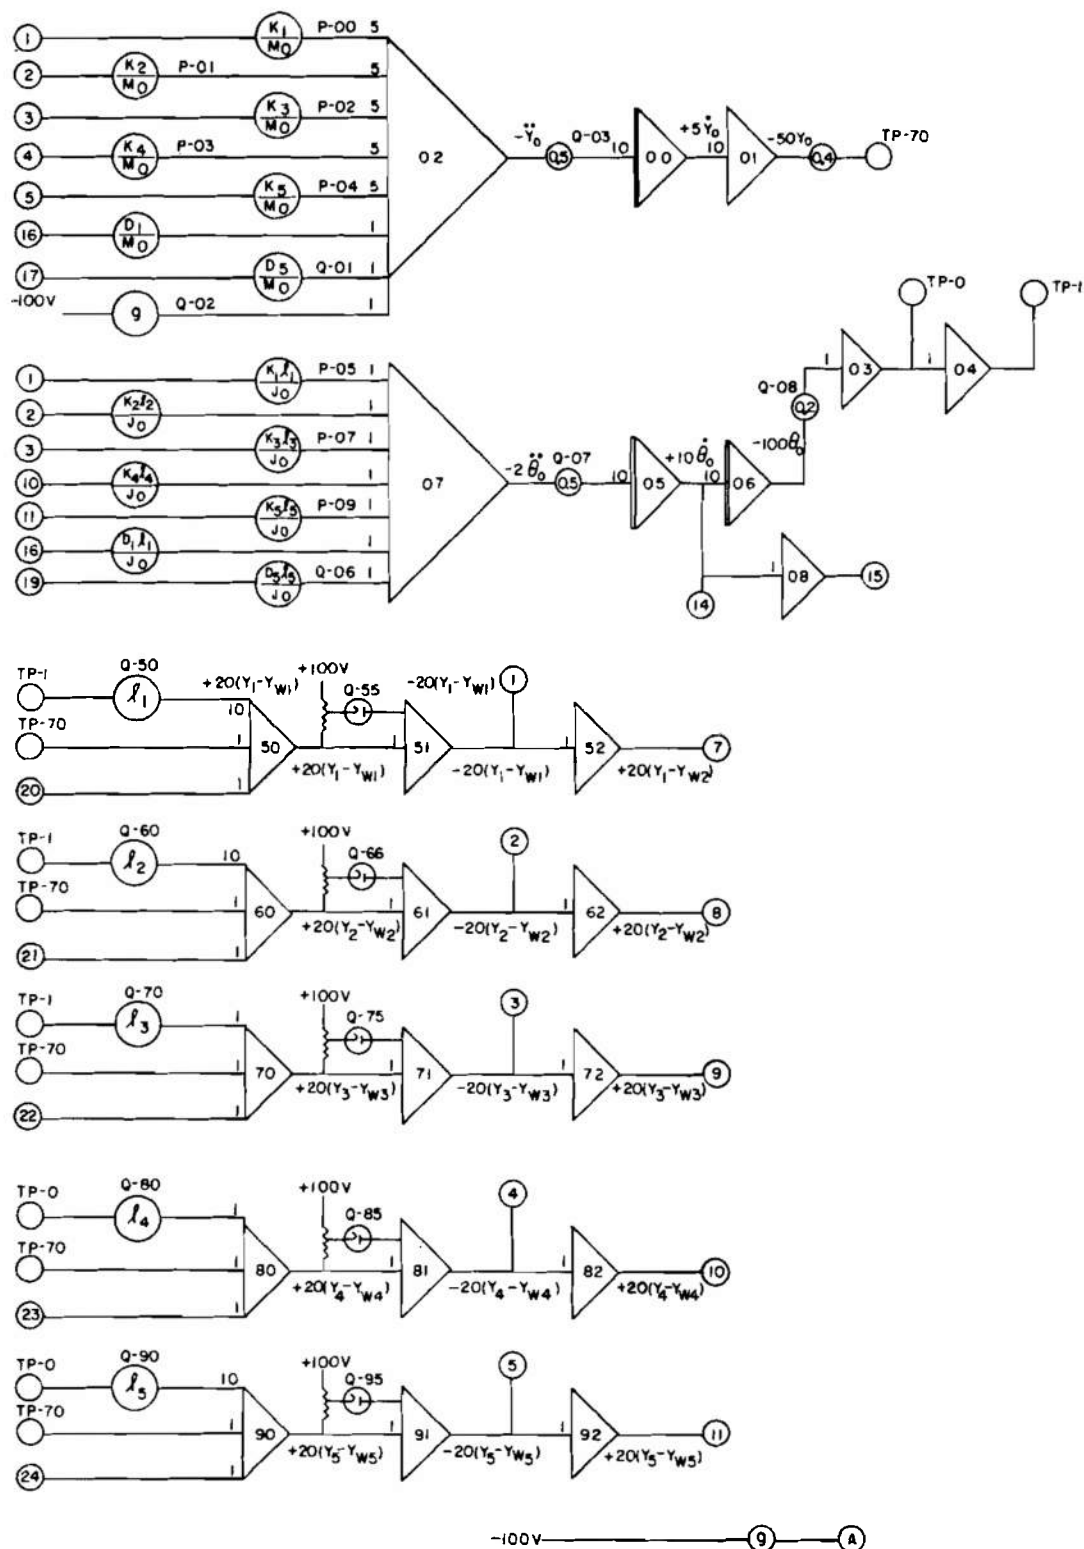 1 K1/M0 P-00 5
2 K2/M0 P-01 5
3 K3/M0 P-02 5
4 K4/M0 P-03 5
5 K5/M0 P-04 5
16 D1/M0 1
17 D5/M0 Q-01 1
-100V g Q-02 1
02 -Ÿ0 0.5 Q-03 10 00 +5Ẏ0 10 01 -50Y0 0.4 TP-70
1 K1ℓ1/J0 P-05 1
2 K2ℓ2/J0 1
3 K3ℓ3/J0 P-07 1
10 K4ℓ4/J0 1
11 K5ℓ5/J0 P-09 1
16 D1ℓ1/J0 1
19 D5ℓ5/J0 Q-06 1
07 -2θ̈0 0.5 Q-07 10 05 +10θ̇0 10 06 -100θ0
Q-08 0.2 1 03 TP-0 1 04 TP-1
14 1 08 15
TP-1 Q-50 ℓ1 +20(Y1-YW1) 10
TP-70 1
20 1
50 +100V Q-55 -20(Y1-YW1) 1
+20(Y1-YW1) 1 51 -20(Y1-YW1) 1 52 +20(Y1-YW2) 7
TP-1 Q-60 ℓ2 10
TP-70 1
21 1
60 +100V Q-66 2
+20(Y2-YW2) 1 61 -20(Y2-YW2) 1 62 +20(Y2-YW2) 8
TP-1 Q-70 ℓ3 1
TP-70 1
22 1
70 +100V Q-75 3
+20(Y3-YW3) 1 71 -20(Y3-YW3) 1 72 +20(Y3-YW3) 9
TP-0 Q-80 ℓ4 1
TP-70 1
23 1
80 +100V Q-85 4
+20(Y4-YW4) 1 81 -20(Y4-YW4) 1 82 +20(Y4-YW4) 10
TP-0 Q-90 ℓ5 10
TP-70 1
24 1
90 +100V Q-95 5
+20(Y5-YW5) 1 91 -20(Y5-YW5) 1 92 +20(Y5-YW5) 11
-100V g A